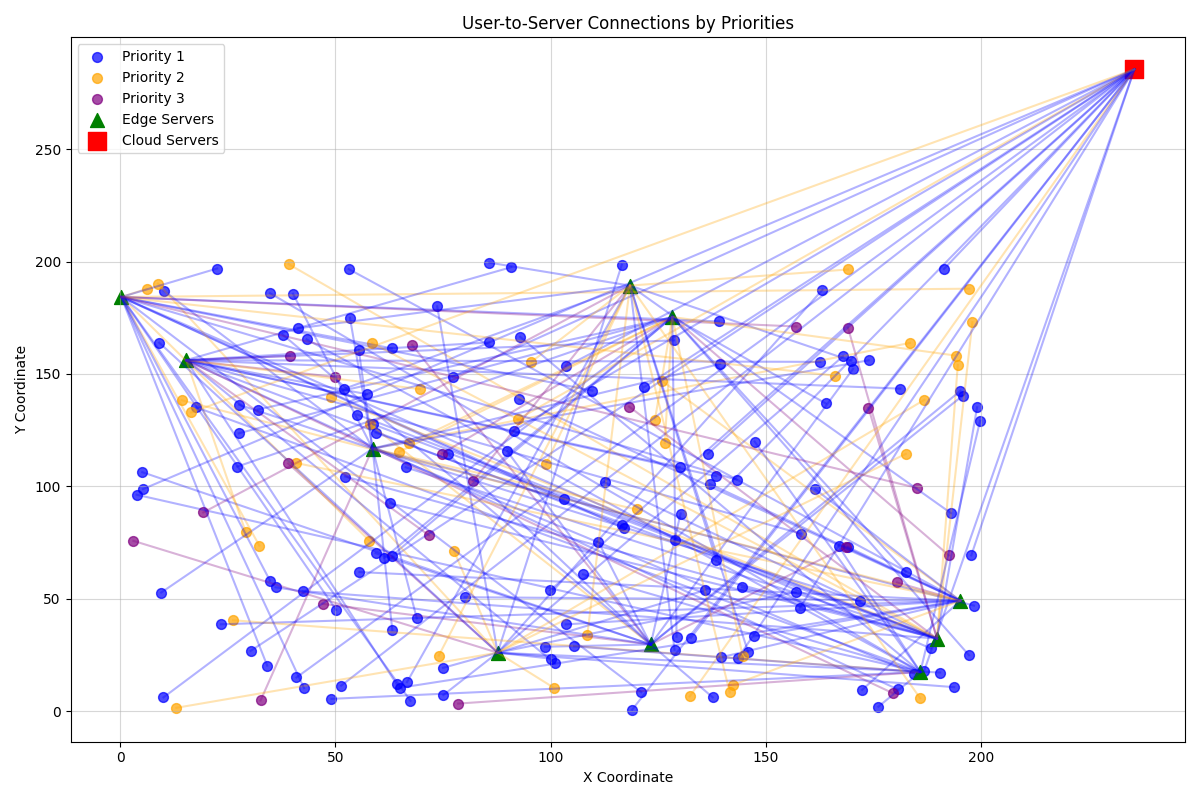 User-to-Server Connections by Priorities
Priority 1
Priority 2
Priority 3
Edge Servers
Cloud Servers
250
200
150
100
50
0
Y Coordinate
0 50 100 150 200
X Coordinate